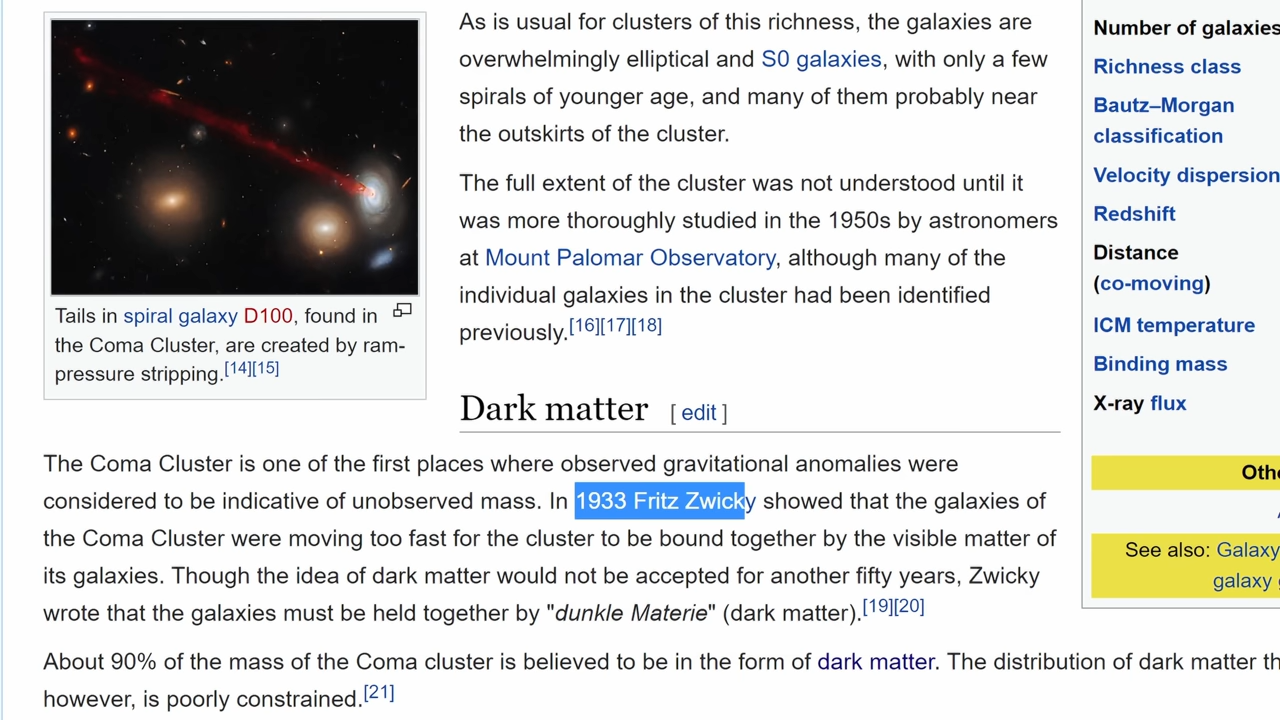 As is usual for clusters of this richness, the galaxies are
overwhelmingly elliptical and S0 galaxies, with only a few
spirals of younger age, and many of them probably near
the outskirts of the cluster.
The full extent of the cluster was not understood until it
was more thoroughly studied in the 1950s by astronomers
at Mount Palomar Observatory, although many of the
individual galaxies in the cluster had been identified
previously.[16][17][18]
Tails in spiral galaxy D100, found in
the Coma Cluster, are created by ram-
pressure stripping.[14][15]
Dark matter [ edit ]
The Coma Cluster is one of the first places where observed gravitational anomalies were
considered to be indicative of unobserved mass. In 1933 Fritz Zwicky showed that the galaxies of
the Coma Cluster were moving too fast for the cluster to be bound together by the visible matter of
its galaxies. Though the idea of dark matter would not be accepted for another fifty years, Zwicky
wrote that the galaxies must be held together by "dunkle Materie" (dark matter).[19][20]
About 90% of the mass of the Coma cluster is believed to be in the form of dark matter. The distribution of dark matter th
however, is poorly constrained.[21]
Number of galaxies
Richness class
Bautz–Morgan
classification
Velocity dispersion
Redshift
Distance
(co-moving)
ICM temperature
Binding mass
X-ray flux
Othe
See also: Galaxy
galaxy